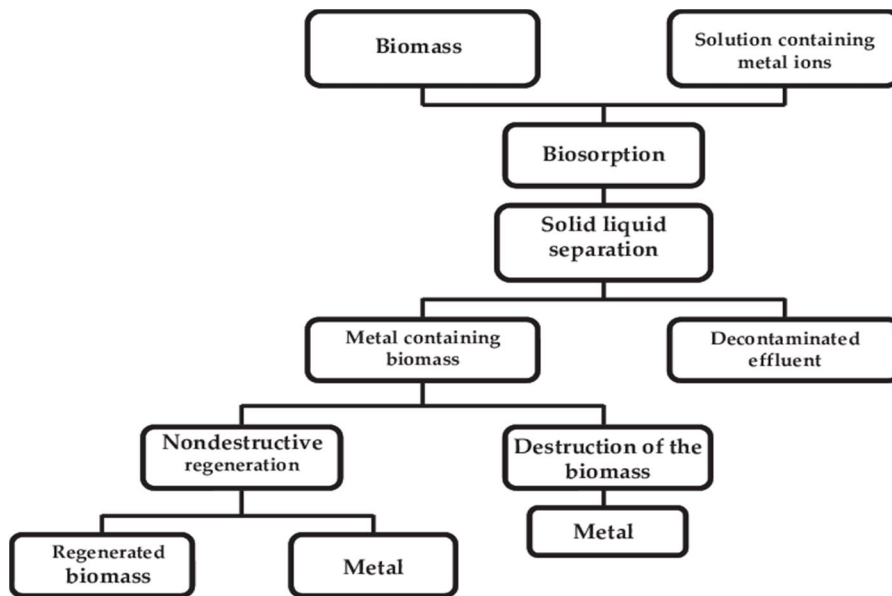 Biomass
Solution containing
metal ions
Biosorption
Solid liquid
separation
Metal containing
biomass
Decontaminated
effluent
Nondestructive
regeneration
Destruction of the
biomass
Regenerated
biomass
Metal
Metal